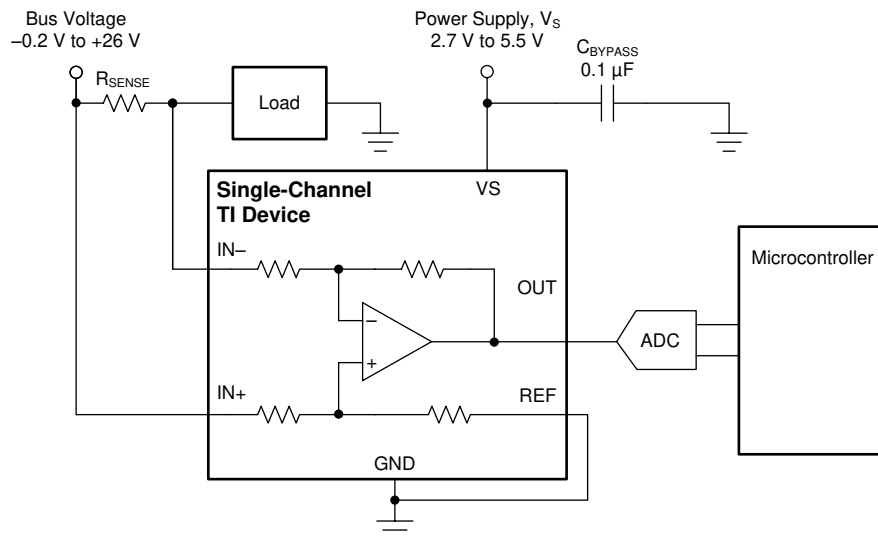 Bus Voltage
–0.2 V to +26 V
RSENSE
Load
Power Supply, VS
2.7 V to 5.5 V
CBYPASS
0.1 µF
Single-Channel
TI Device
VS
IN–
OUT
–
+
IN+
REF
GND
ADC
Microcontroller